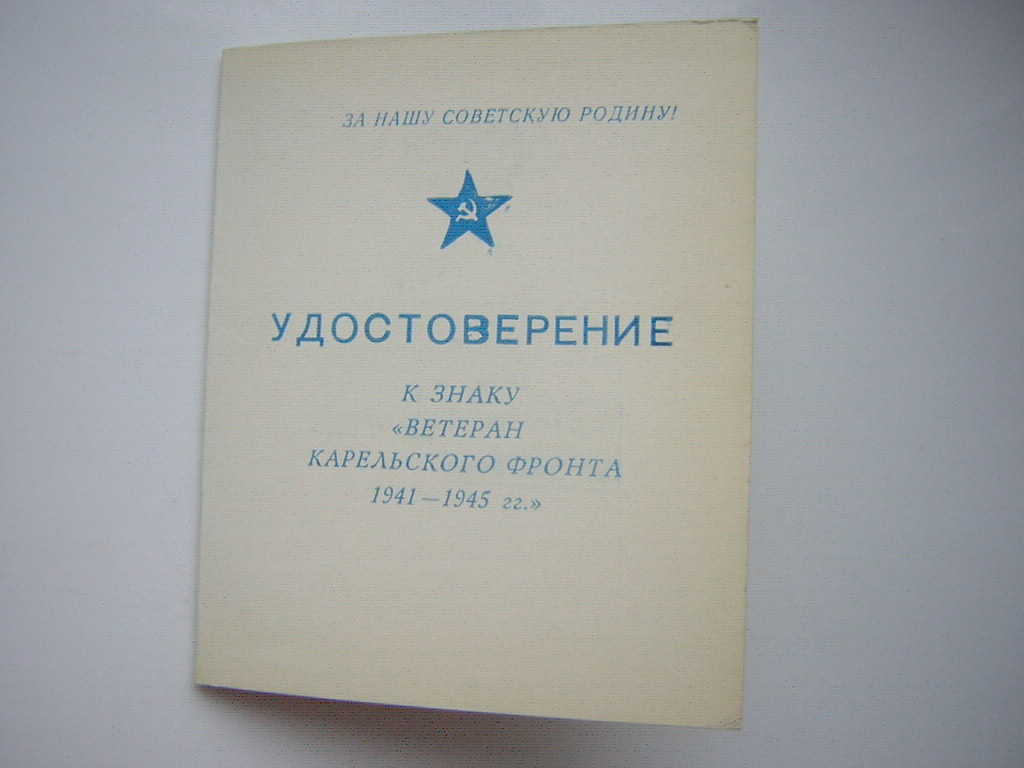 ЗА НАШУ СОВЕТСКУЮ РОДИНУ!
УДОСТОВЕРЕНИЕ
К ЗНАКУ
«ВЕТЕРАН
КАРЕЛЬСКОГО ФРОНТА
1941—1945 гг.»